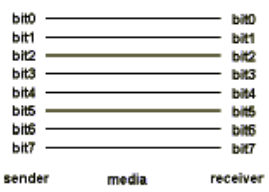 bit0 bit0
bit1 bit1
bit2 bit2
bit3 bit3
bit4 bit4
bit5 bit5
bit6 bit6
bit7 bit7
sender media receiver